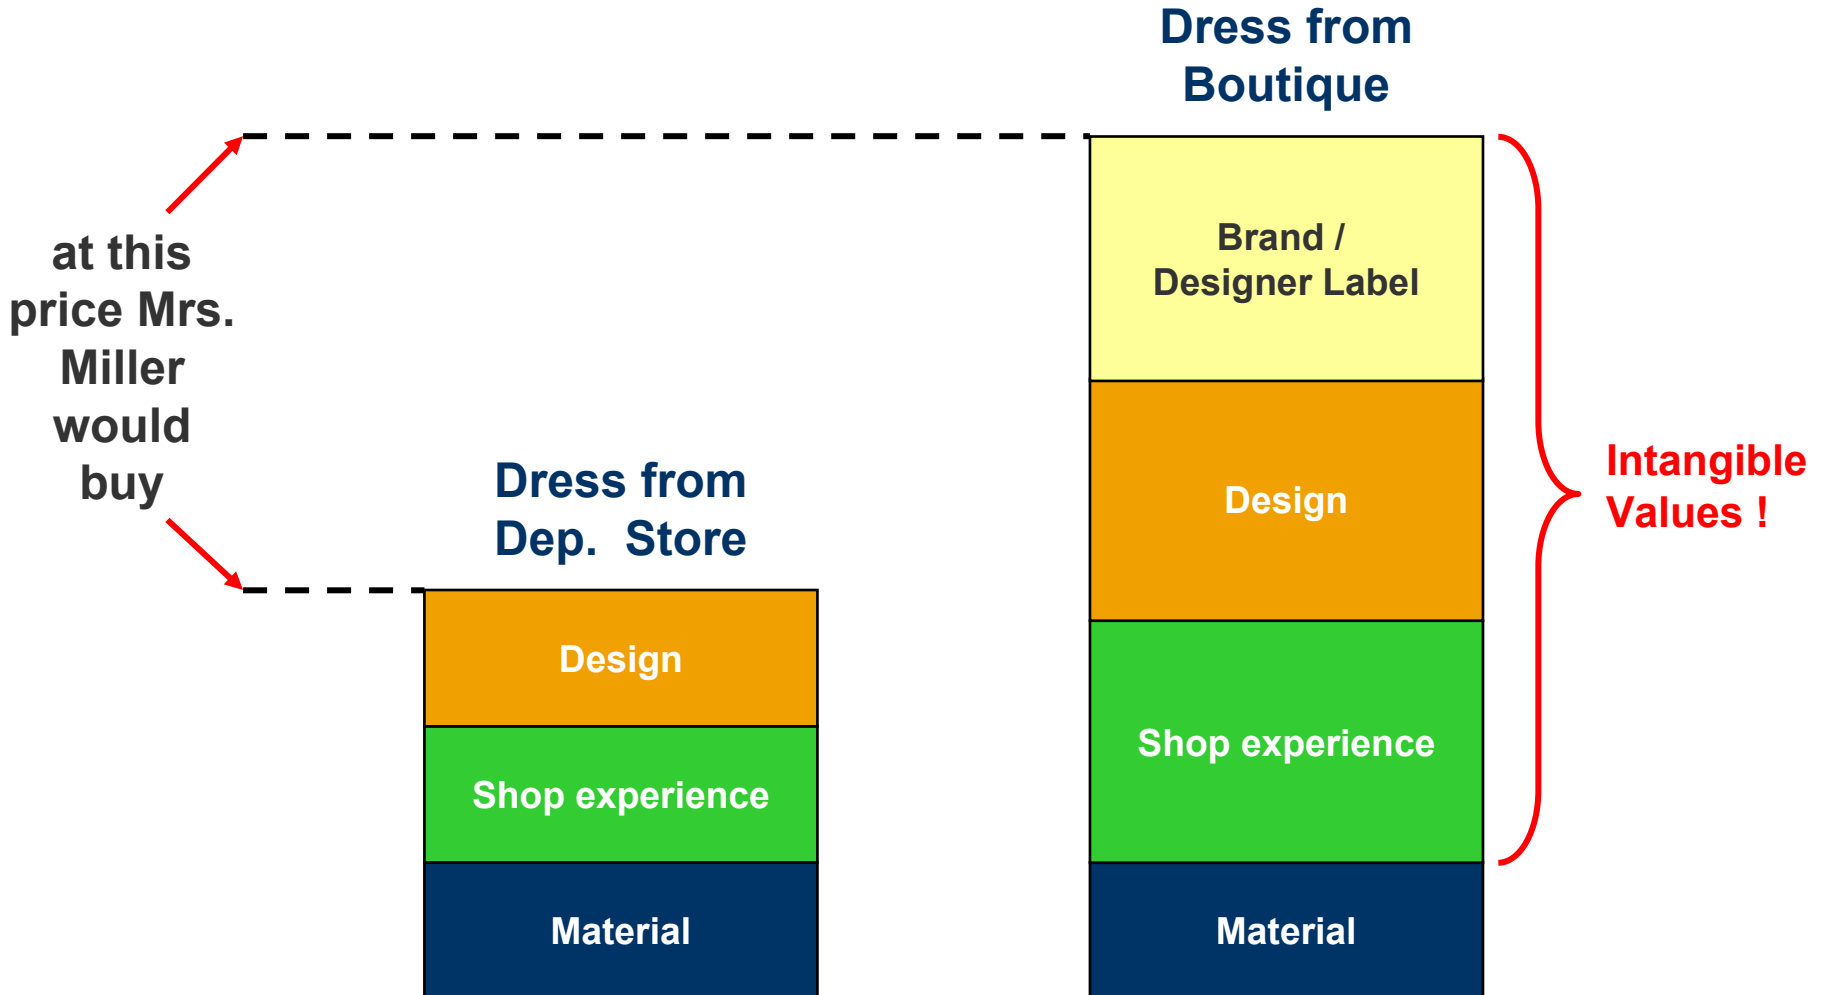 Dress from
Boutique
at this
price Mrs.
Miller
would
buy
Dress from
Dep. Store
Design
Shop experience
Material
Brand /
Designer Label
Design
Shop experience
Material
Intangible
Values !